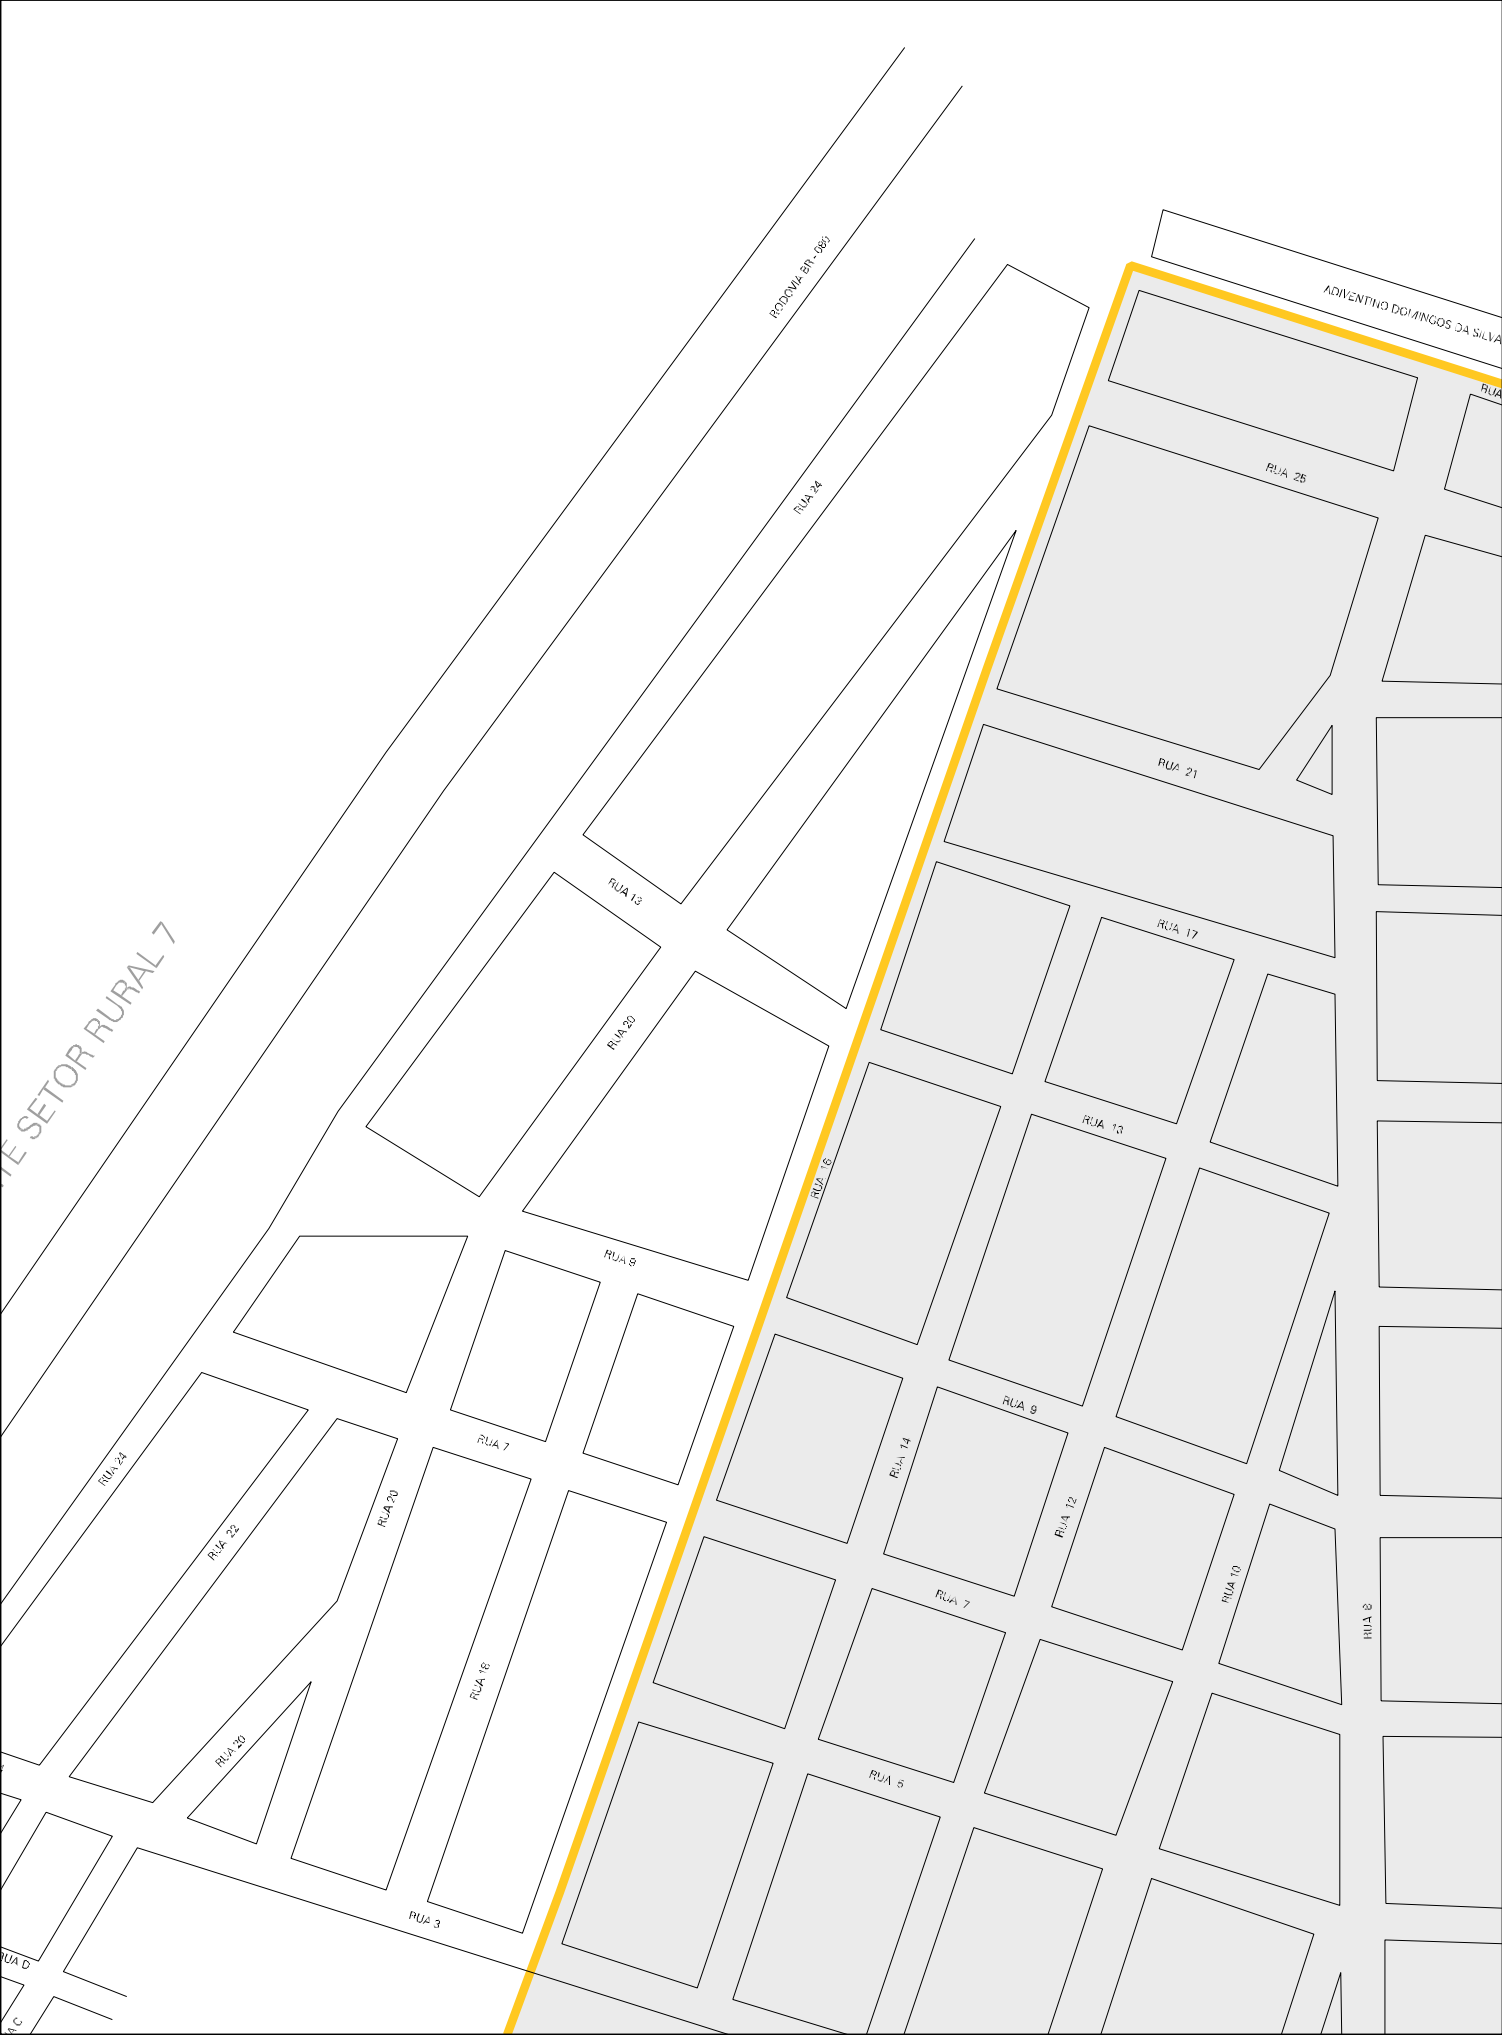 RODOVIA BR - 080
ADIVENTINO DOMINGOS DA SILVA
RUA
RUA 25
RUA 24
RUA 21
RUA 13
RUA 17
SETOR RURAL 7
RUA 20
RUA 13
RUA 16
RUA 9
RUA 9
RUA 7
RUA 14
RUA 24
RUA 20
RUA 12
RUA 22
RUA 10
RUA 7
RUA 8
RUA 18
RUA 20
RUA 5
RUA 3
RUA D